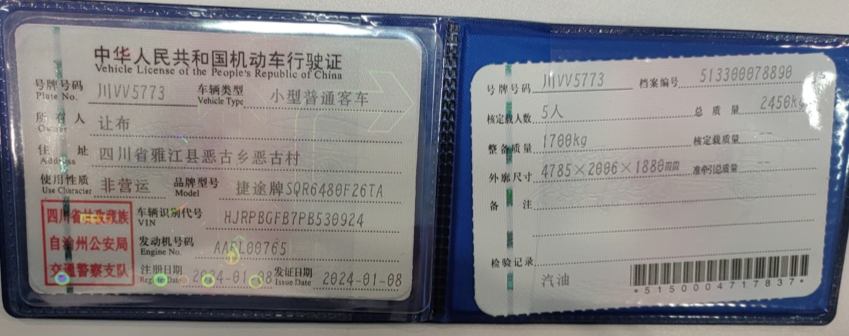 中华人民共和国机动车行驶证
Vehicle License of the People's Republic of China
号牌号码 川VV5773 车辆类型 小型普通客车
Plate No. Vehicle Type
所有人 让布
Owner
住址 四川省雅江县恶古乡恶古村
Address
使用性质 非营运 品牌型号 捷途牌SQR6480F26TA
Use Character Model
四川省甘孜藏族
自治州公安局
交通警察支队
车辆识别代号 HJRPBGFB7PB530924
VIN
发动机号码 AAPL00765
Engine No.
注册日期 2024-01-08 发证日期 2024-01-08
Register Date Issue Date
号牌号码 川VV5773 档案编号 513300078890
核定载人数 5人 总质量 2450kg
整备质量 1700kg 核定载质量 --
外廓尺寸 4785×2006×1880mm 准牵引总质量 --
备注
检验记录
汽油
*5150004717837*